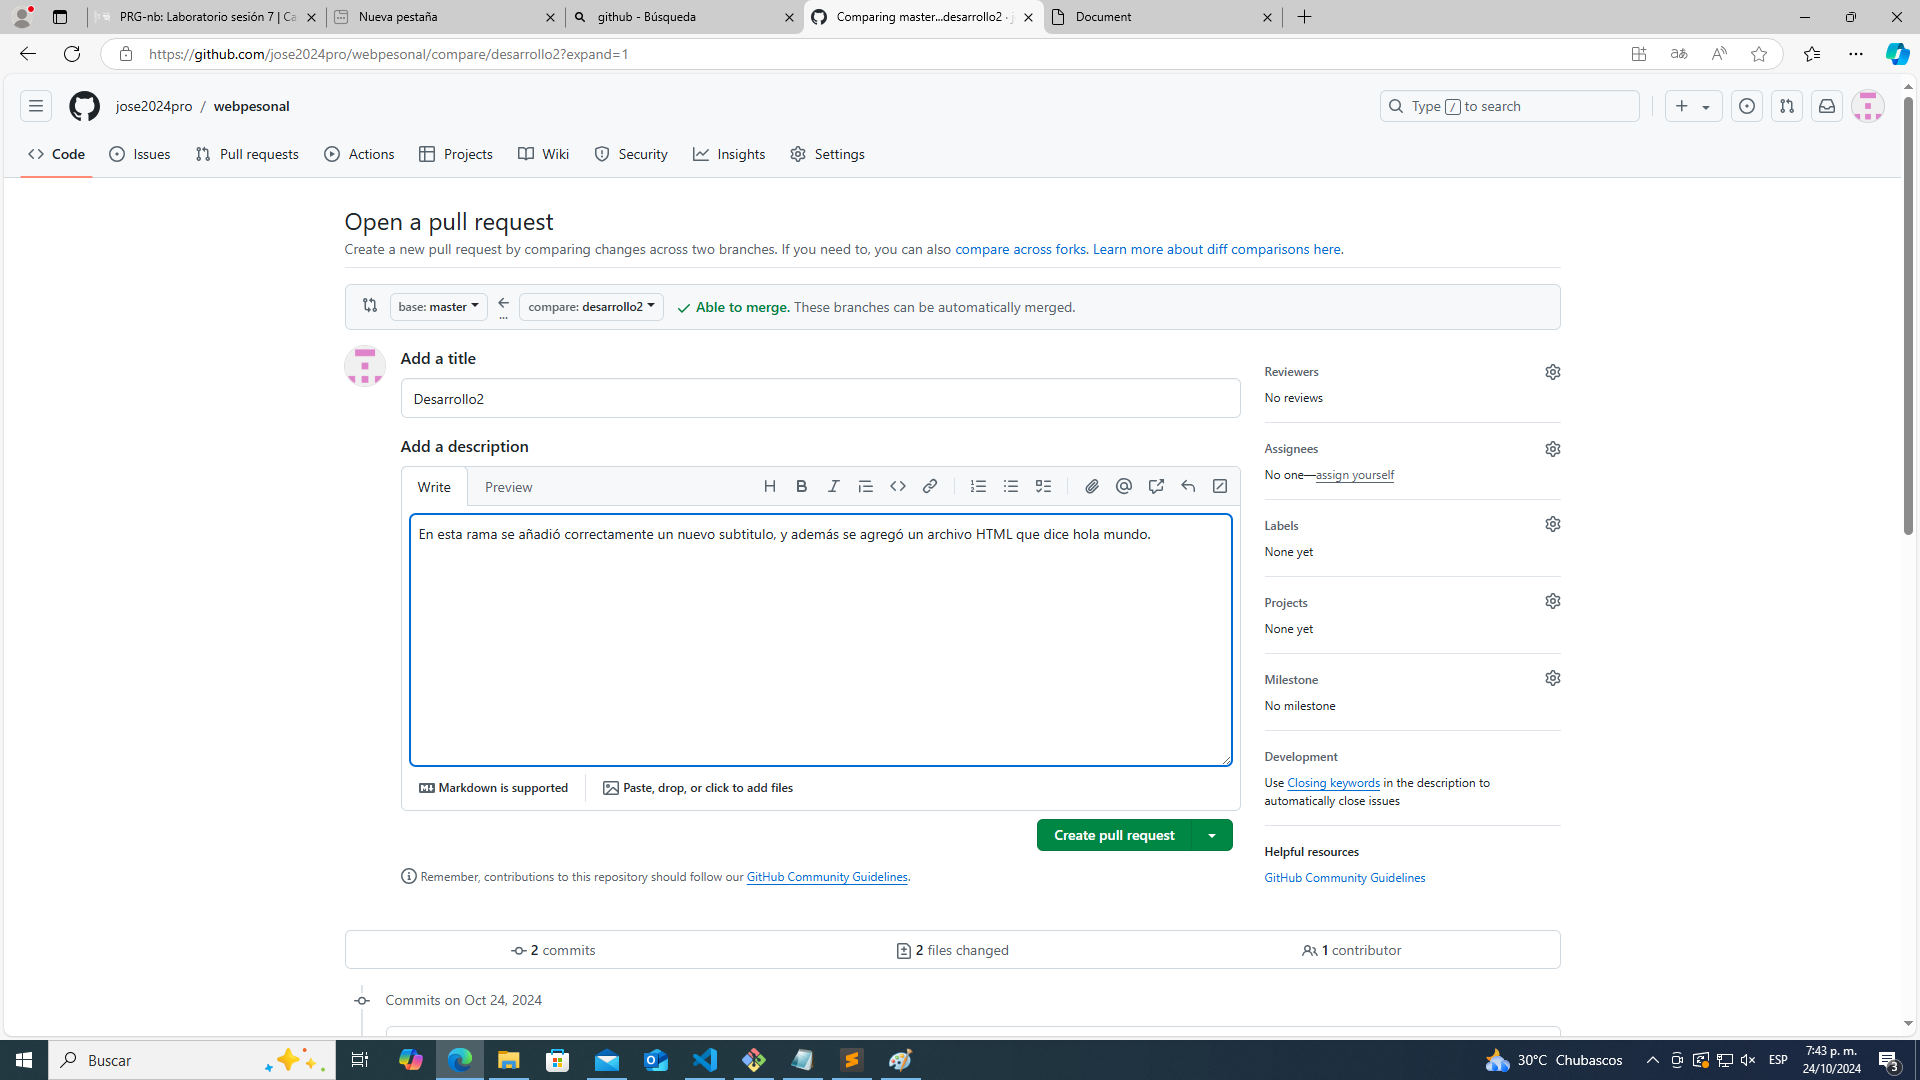 PRG-nb: Laboratorio sesión 7 | Ca
Nueva pestaña
github - Búsqueda
Comparing master...desarrollo2 · j
Document
https://github.com/jose2024pro/webpesonal/compare/desarrollo2?expand=1
jose2024pro / webpesonal
Type / to search
Code
Issues
Pull requests
Actions
Projects
Wiki
Security
Insights
Settings
Open a pull request
Create a new pull request by comparing changes across two branches. If you need to, you can also compare across forks. Learn more about diff comparisons here.
base: master
...
compare: desarrollo2
Able to merge. These branches can be automatically merged.
Add a title
Desarrollo2
Add a description
Write
Preview
En esta rama se añadió correctamente un nuevo subtitulo, y además se agregó un archivo HTML que dice hola mundo.
Markdown is supported
Paste, drop, or click to add files
Create pull request
Remember, contributions to this repository should follow our GitHub Community Guidelines.
Reviewers
No reviews
Assignees
No one—assign yourself
Labels
None yet
Projects
None yet
Milestone
No milestone
Development
Use Closing keywords in the description to
automatically close issues
Helpful resources
GitHub Community Guidelines
2 commits
2 files changed
1 contributor
Commits on Oct 24, 2024
Buscar
30°C Chubascos
ESP
7:43 p. m.
24/10/2024
3